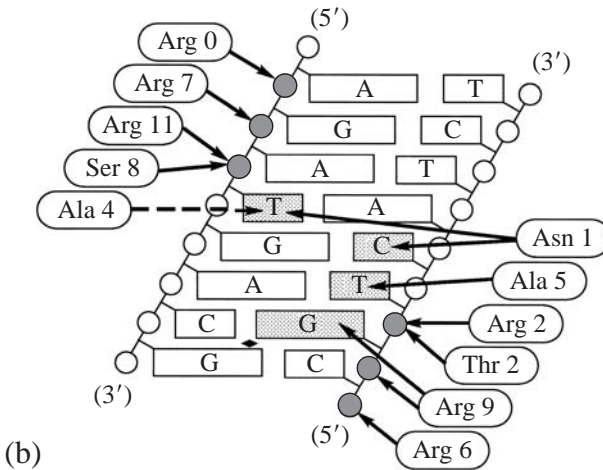 (5′)
Arg 0
A T
(3′)
Arg 7
G C
Arg 11
A T
Ser 8
Ala 4
T A
Asn 1
G C
A T
Ala 5
C G
Arg 2
G C
Thr 2
(3′)
Arg 9
(5′)
Arg 6
(b)